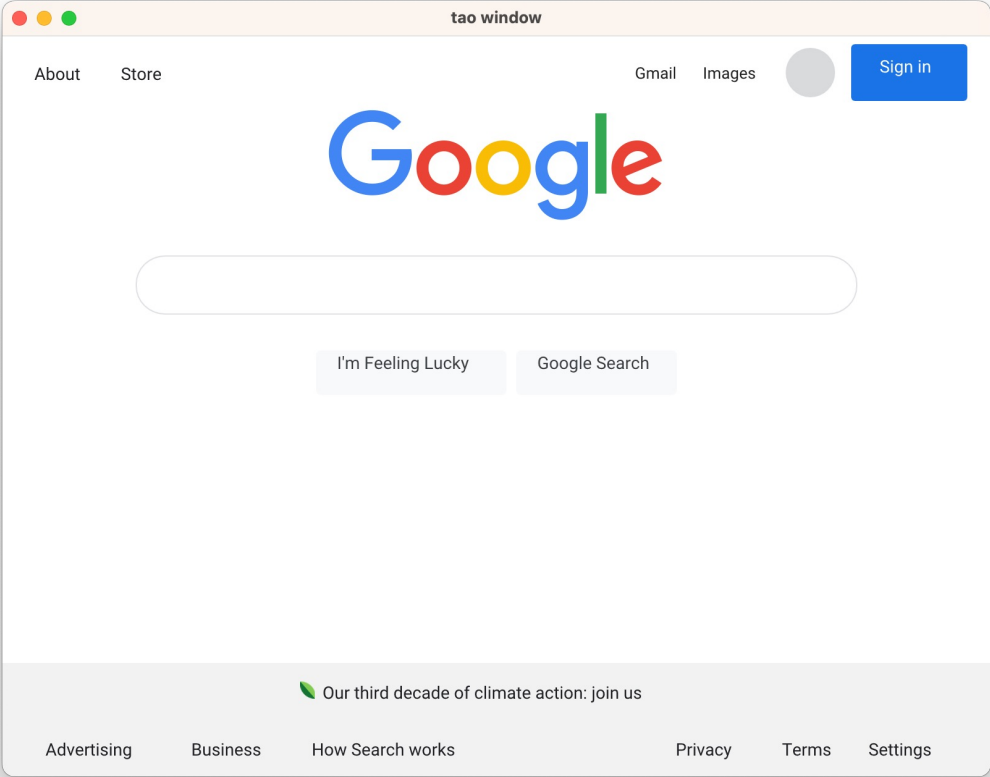 tao window
About Store Gmail Images Sign in
Google
I'm Feeling Lucky Google Search
Our third decade of climate action: join us
Advertising Business How Search works Privacy Terms Settings